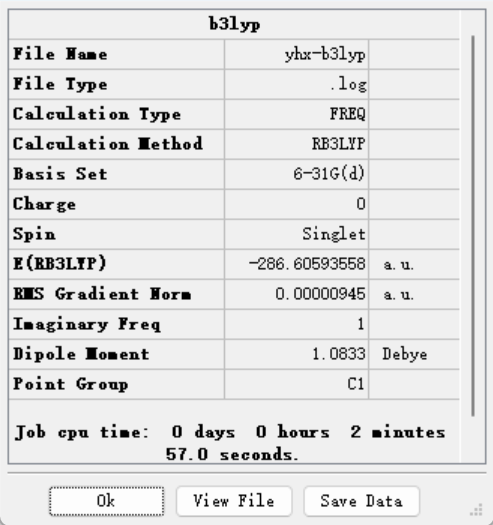 b3lyp
File Name yhx-b3lyp
File Type .log
Calculation Type FREQ
Calculation Method RB3LYP
Basis Set 6-31G(d)
Charge 0
Spin Singlet
E(RB3LYP) -286.60593558 a.u.
RMS Gradient Norm 0.00000945 a.u.
Imaginary Freq 1
Dipole Moment 1.0833 Debye
Point Group C1
Job cpu time: 0 days 0 hours 2 minutes
57.0 seconds.
Ok View File Save Data